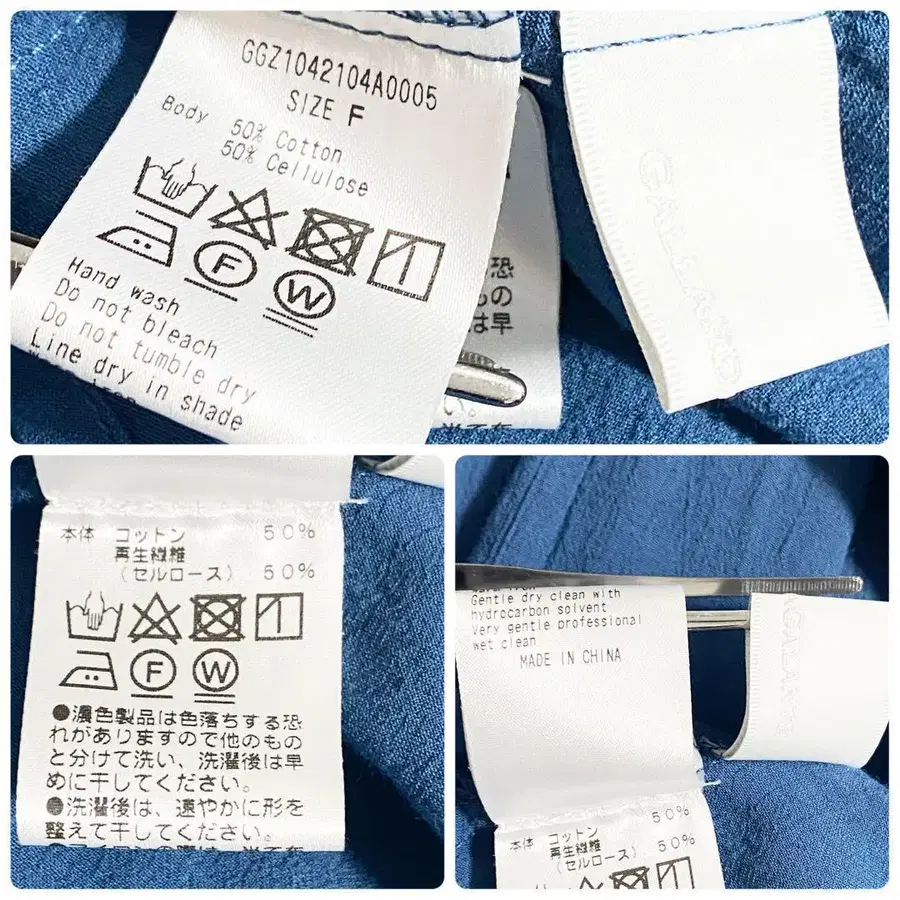 GGZ1042104A0005
SIZE F
Body 50% Cotton
50% Cellulose
F
W
Hand wash
Do not bleach
Do not tumble dry
Line dry in shade
恐
もの
は早
い。
本体 コットン 50%
再生繊維
(セルロース) 50%
F
W
●濃色製品は色落ちする恐
れがありますので他のもの
と分けて洗い、洗濯後は早
めに干してください。
●洗濯後は、速やかに形を
整えて干してください。
Gentle dry clean with
hydrocarbon solvent
Very gentle professional
wet clean
MADE IN CHINA
本体 コットン 50%
再生繊維
(セルロース) 50%